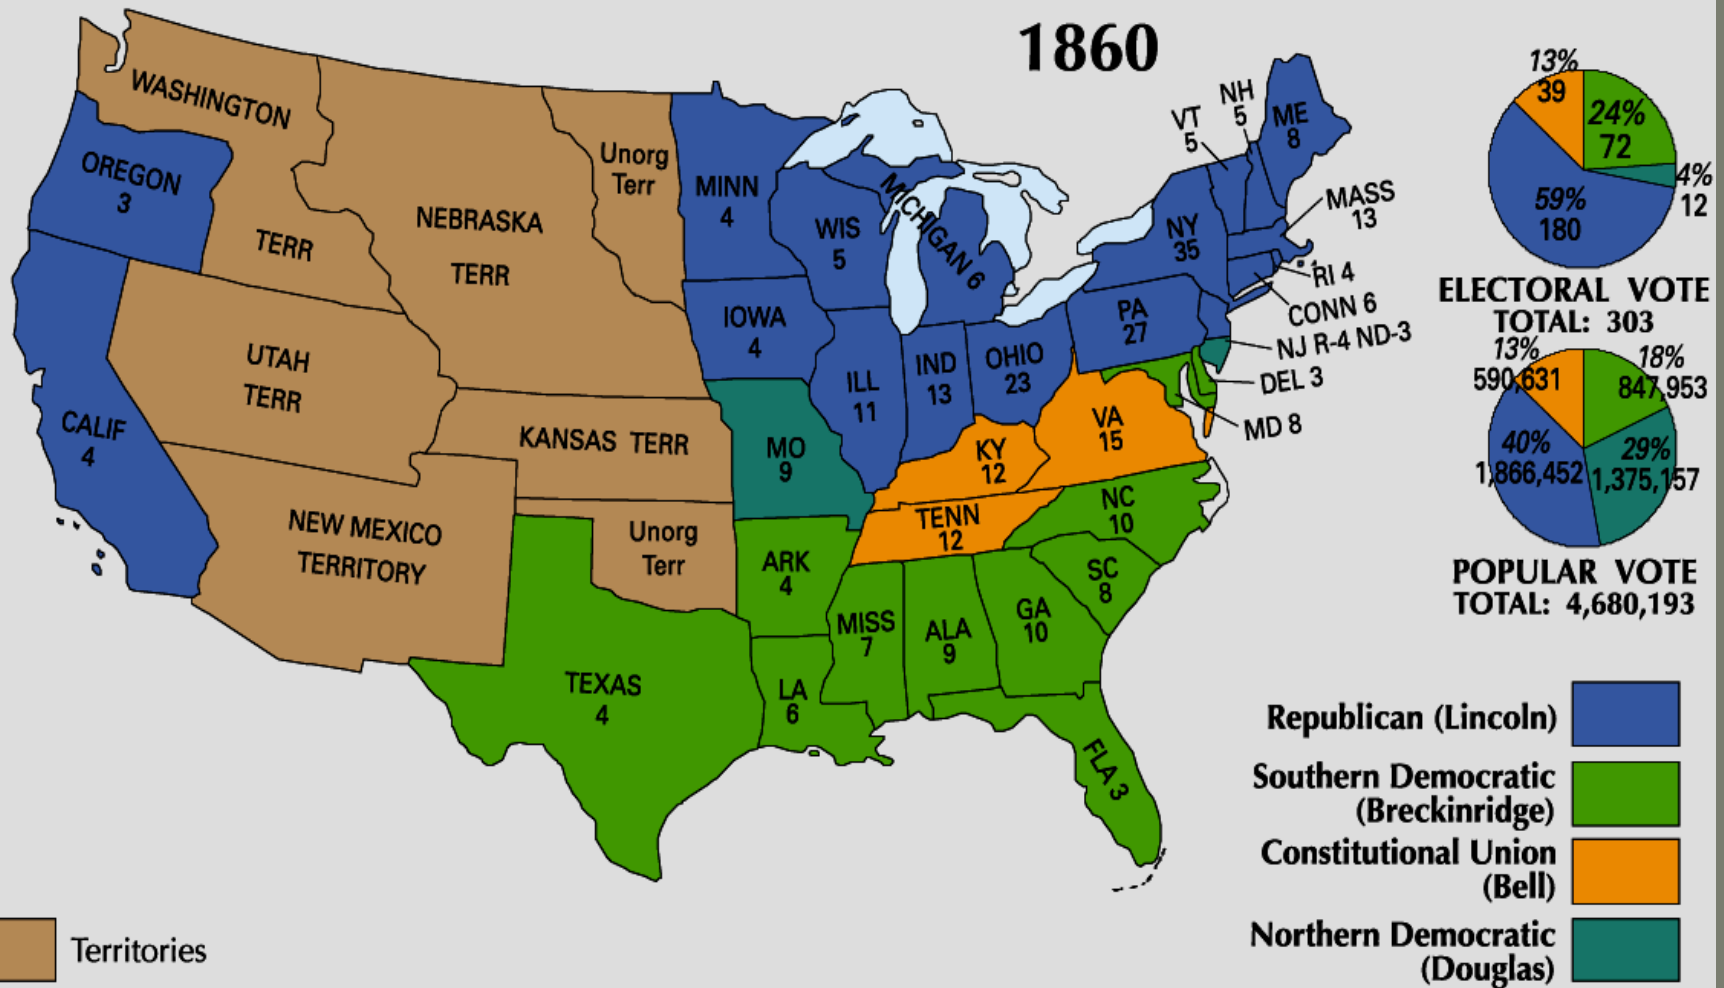 1860
WASHINGTON
TERR
OREGON
3
NEBRASKA
TERR
Unorg
Terr
MINN
4
WIS
5
MICHIGAN 6
VT
5
NH
5
ME
8
MASS
13
NY
35
RI 4
CONN 6
NJ R-4 ND-3
DEL 3
MD 8
PA
27
IOWA
4
ILL
11
IND
13
OHIO
23
UTAH
TERR
CALIF
4
KANSAS TERR
MO
9
KY
12
VA
15
NEW MEXICO
TERRITORY
Unorg
Terr
TENN
12
NC
10
ARK
4
SC
8
MISS
7
ALA
9
GA
10
TEXAS
4
LA
6
FLA 3
13%
39
24%
72
4%
12
59%
180
ELECTORAL VOTE
TOTAL: 303
13%
590,631
18%
847,953
40%
1,866,452
29%
1,375,157
POPULAR VOTE
TOTAL: 4,680,193
Republican (Lincoln)
Southern Democratic
(Breckinridge)
Constitutional Union
(Bell)
Northern Democratic
(Douglas)
Territories